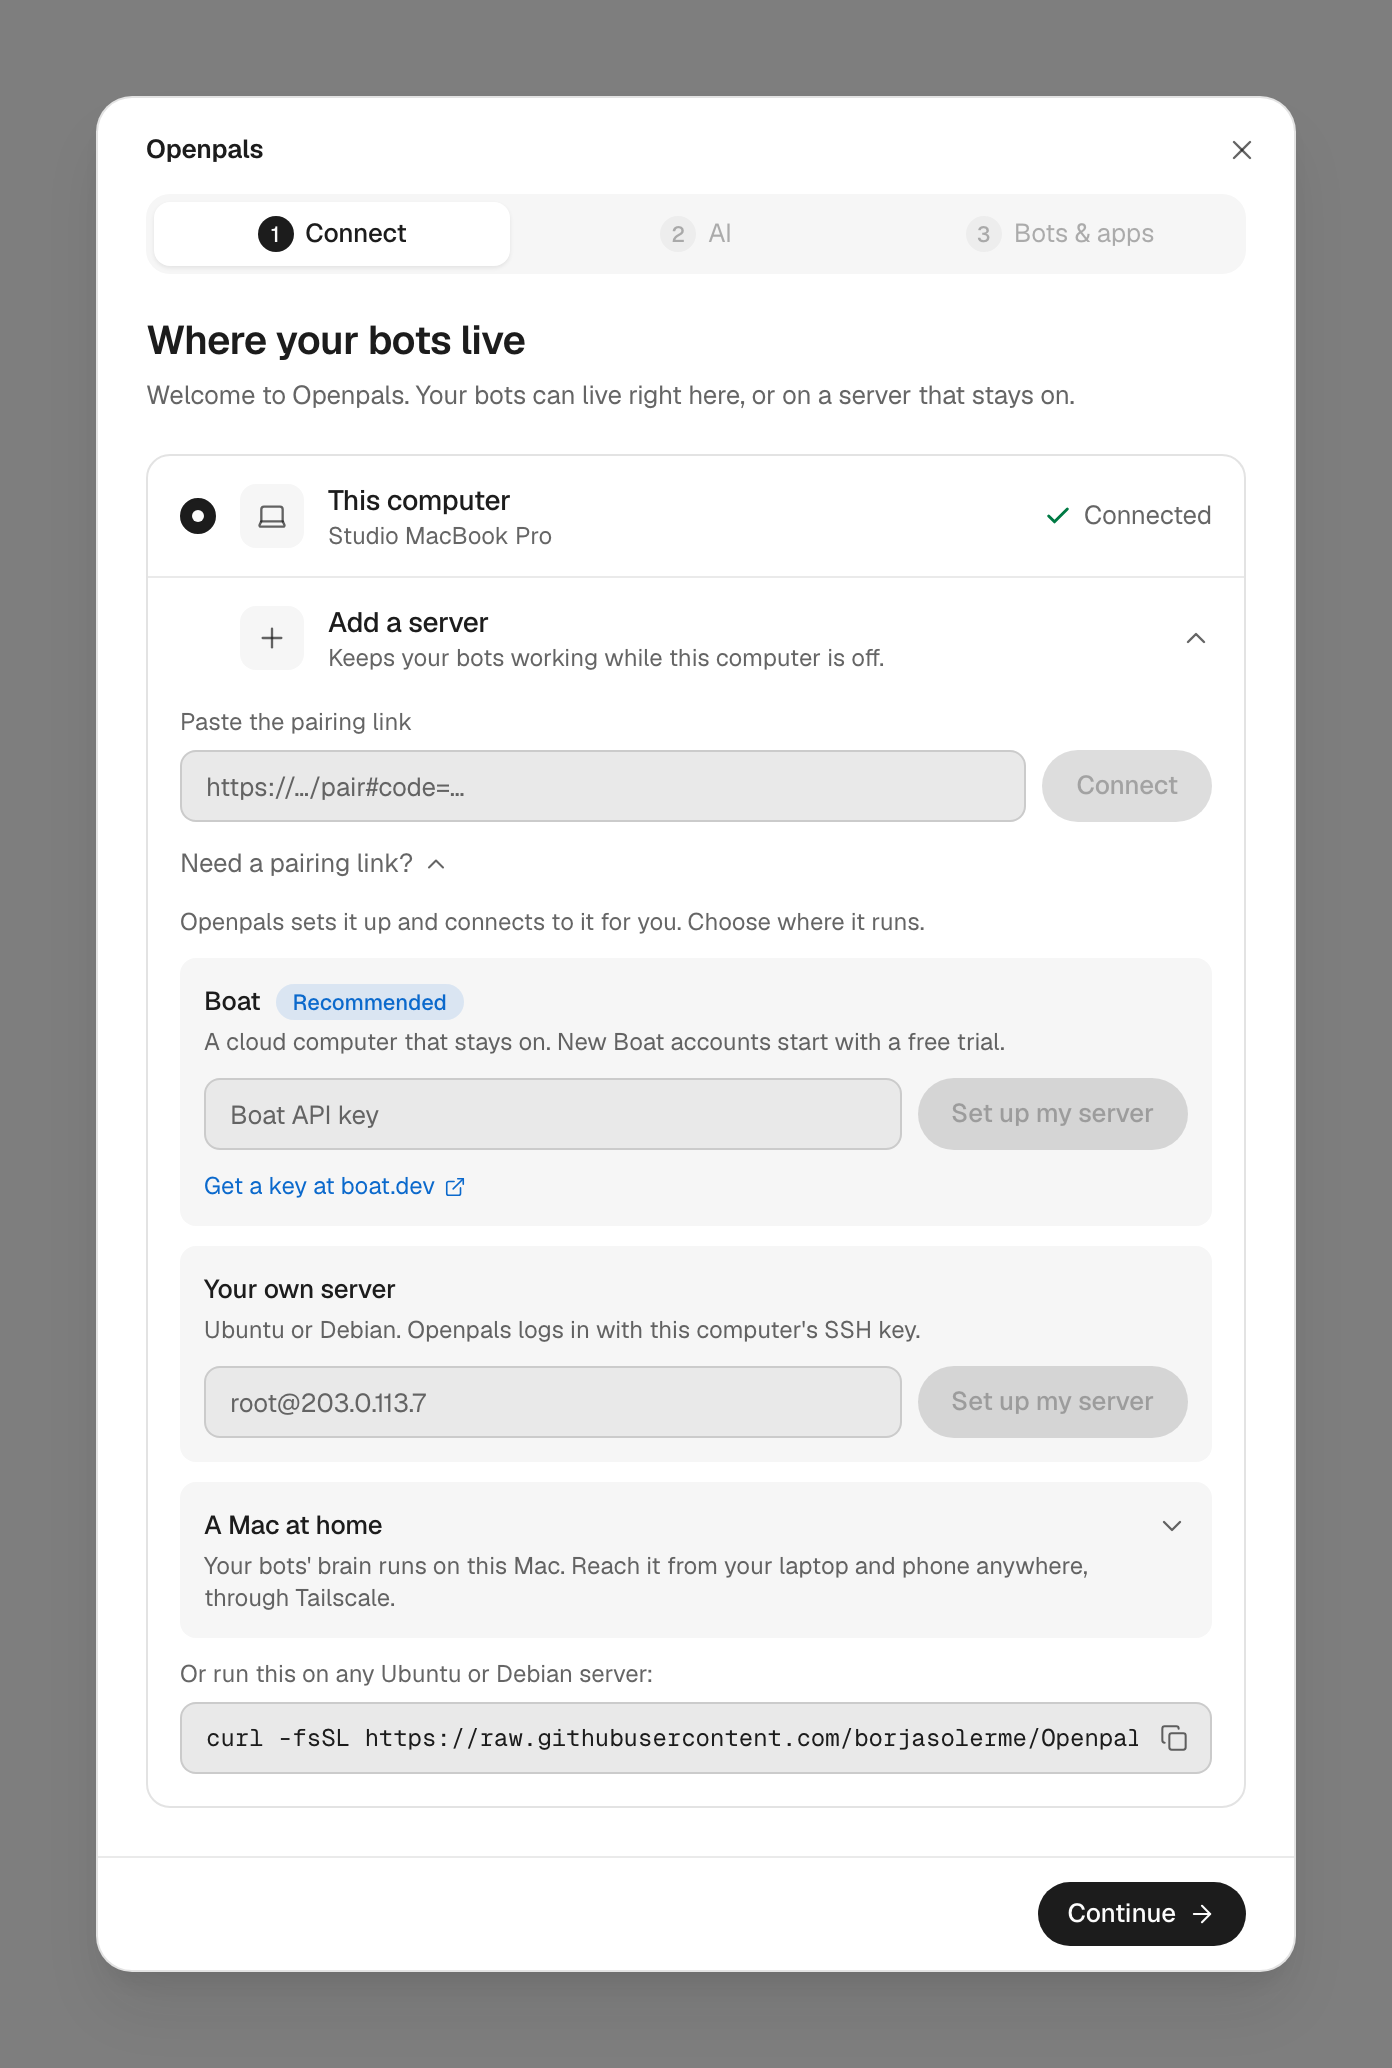 Openpals
1 Connect
2 AI
3 Bots & apps
Where your bots live
Welcome to Openpals. Your bots can live right here, or on a server that stays on.
This computer
Studio MacBook Pro
Connected
Add a server
Keeps your bots working while this computer is off.
Paste the pairing link
https://.../pair#code=...
Connect
Need a pairing link?
Openpals sets it up and connects to it for you. Choose where it runs.
Boat Recommended
A cloud computer that stays on. New Boat accounts start with a free trial.
Boat API key
Set up my server
Get a key at boat.dev
Your own server
Ubuntu or Debian. Openpals logs in with this computer's SSH key.
root@203.0.113.7
Set up my server
A Mac at home
Your bots' brain runs on this Mac. Reach it from your laptop and phone anywhere,
through Tailscale.
Or run this on any Ubuntu or Debian server:
curl -fsSL https://raw.githubusercontent.com/borjasolerme/Openpal
Continue